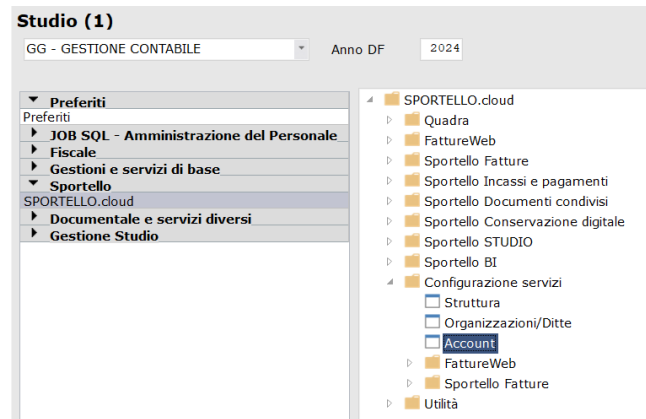 Studio (1)
GG - GESTIONE CONTABILE
Anno DF
2024
Preferiti
Preferiti
JOB SQL - Amministrazione del Personale
Fiscale
Gestioni e servizi di base
Sportello
SPORTELLO.cloud
Documentale e servizi diversi
Gestione Studio
SPORTELLO.cloud
Quadra
FattureWeb
Sportello Fatture
Sportello Incassi e pagamenti
Sportello Documenti condivisi
Sportello Conservazione digitale
Sportello STUDIO
Sportello BI
Configurazione servizi
Struttura
Organizzazioni/Ditte
Account
FattureWeb
Sportello Fatture
Utilità